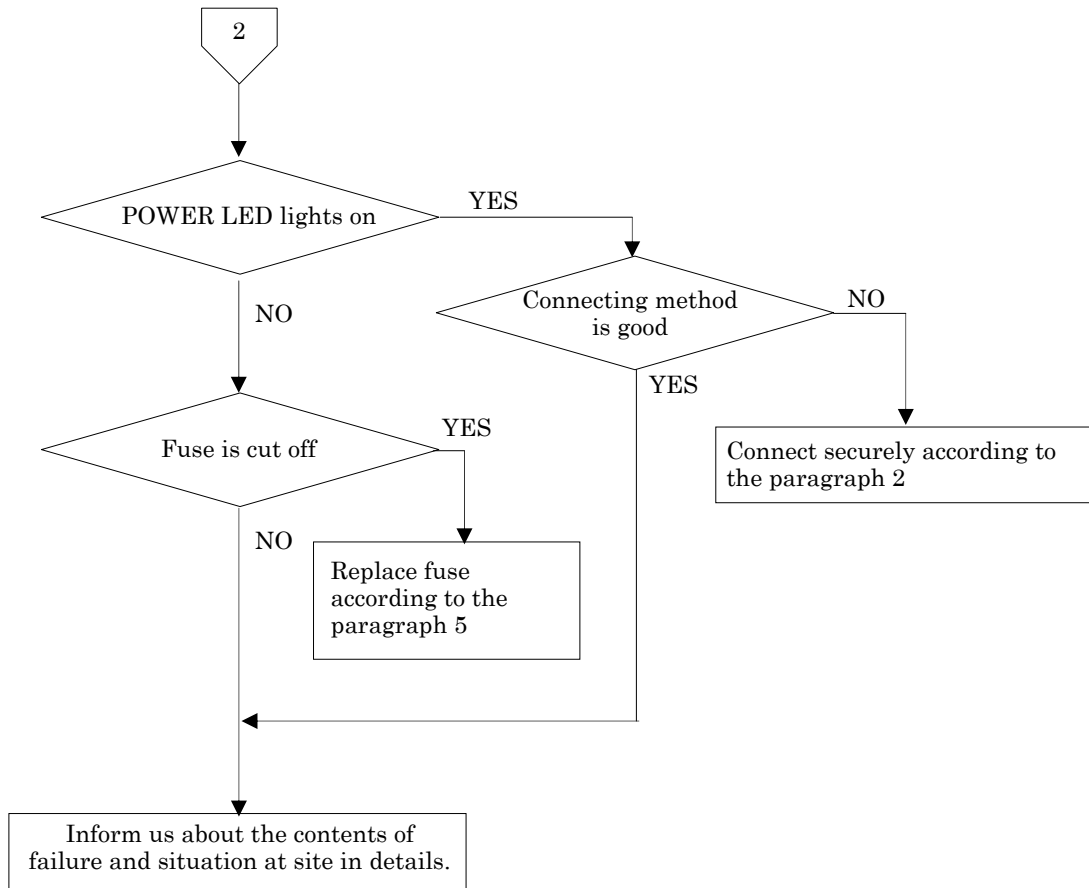 2
POWER LED lights on
YES
NO
Connecting method
is good
NO
YES
Fuse is cut off
YES
NO
Connect securely according to
the paragraph 2
Replace fuse
according to the
paragraph 5
Inform us about the contents of
failure and situation at site in details.